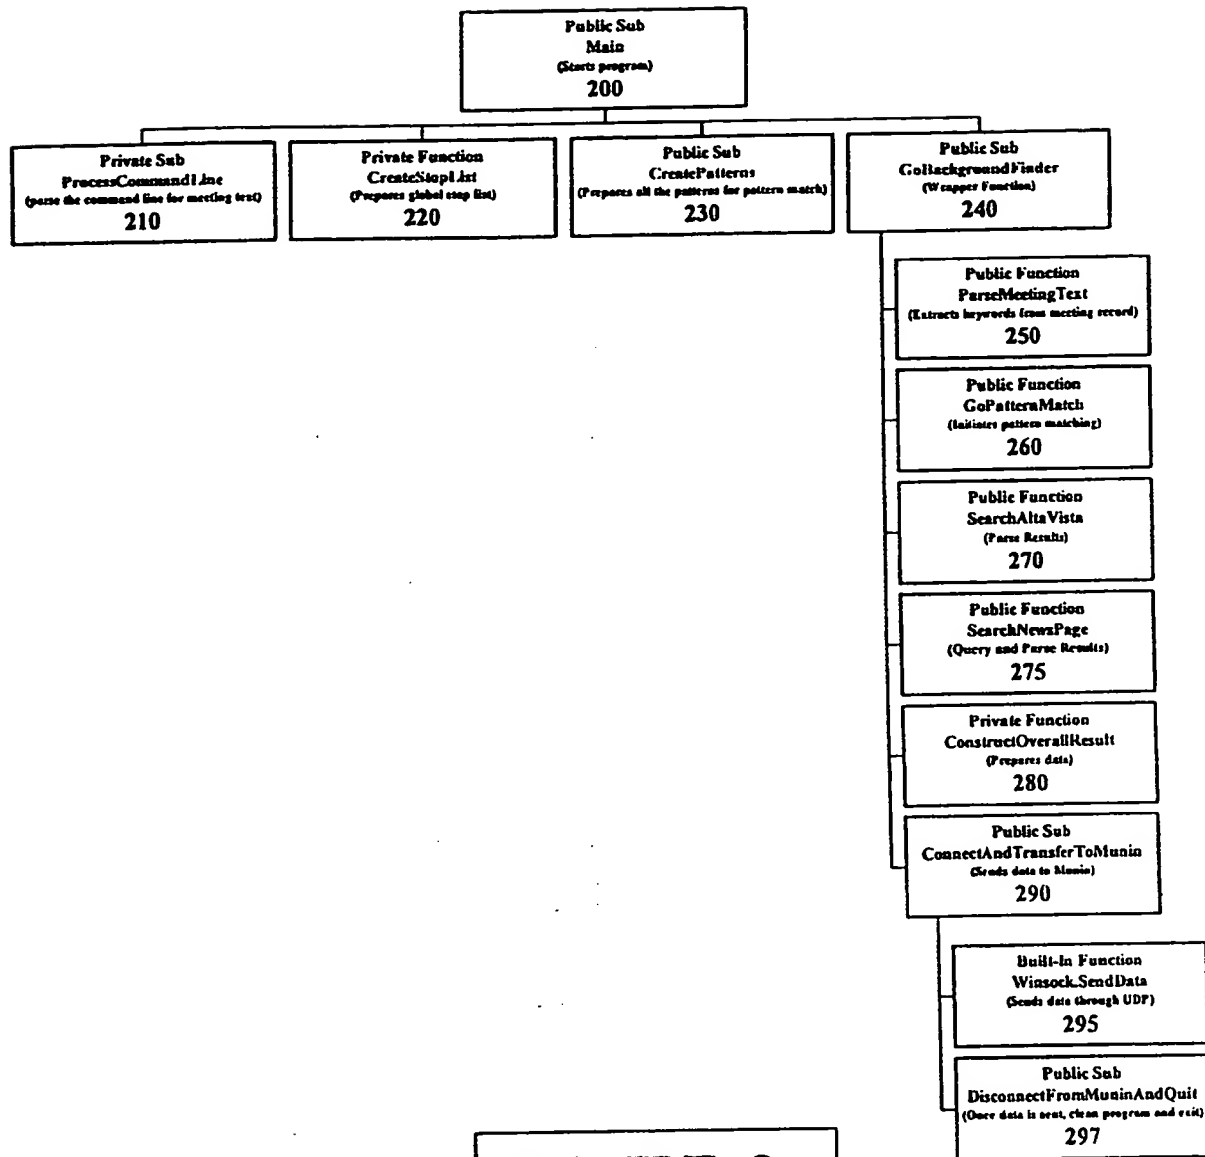 Public Sub
Main
(Starts program)
200
Private Sub
ProcessCommandLine
(parse the command line for meeting text)
210
Private Function
CreateStopList
(Prepares global stop list)
220
Public Sub
CreatePatterns
(Prepares all the patterns for pattern match)
230
Public Sub
GoBackgroundFinder
(Wrapper Function)
240
Public Function
ParseMeetingText
(Extracts keywords from meeting record)
250
Public Function
GoPatternMatch
(Initiates pattern matching)
260
Public Function
SearchAltaVista
(Parse Results)
270
Public Function
SearchNewsPage
(Query and Parse Results)
275
Private Function
ConstructOverallResult
(Prepares data)
280
Public Sub
ConnectAndTransferToMunin
(Sends data to Munin)
290
Built-In Function
Winsock.SendData
(Sends data through UDP)
295
Public Sub
DisconnectFromMuninAndQuit
(Once data is sent, clean program and exit)
297